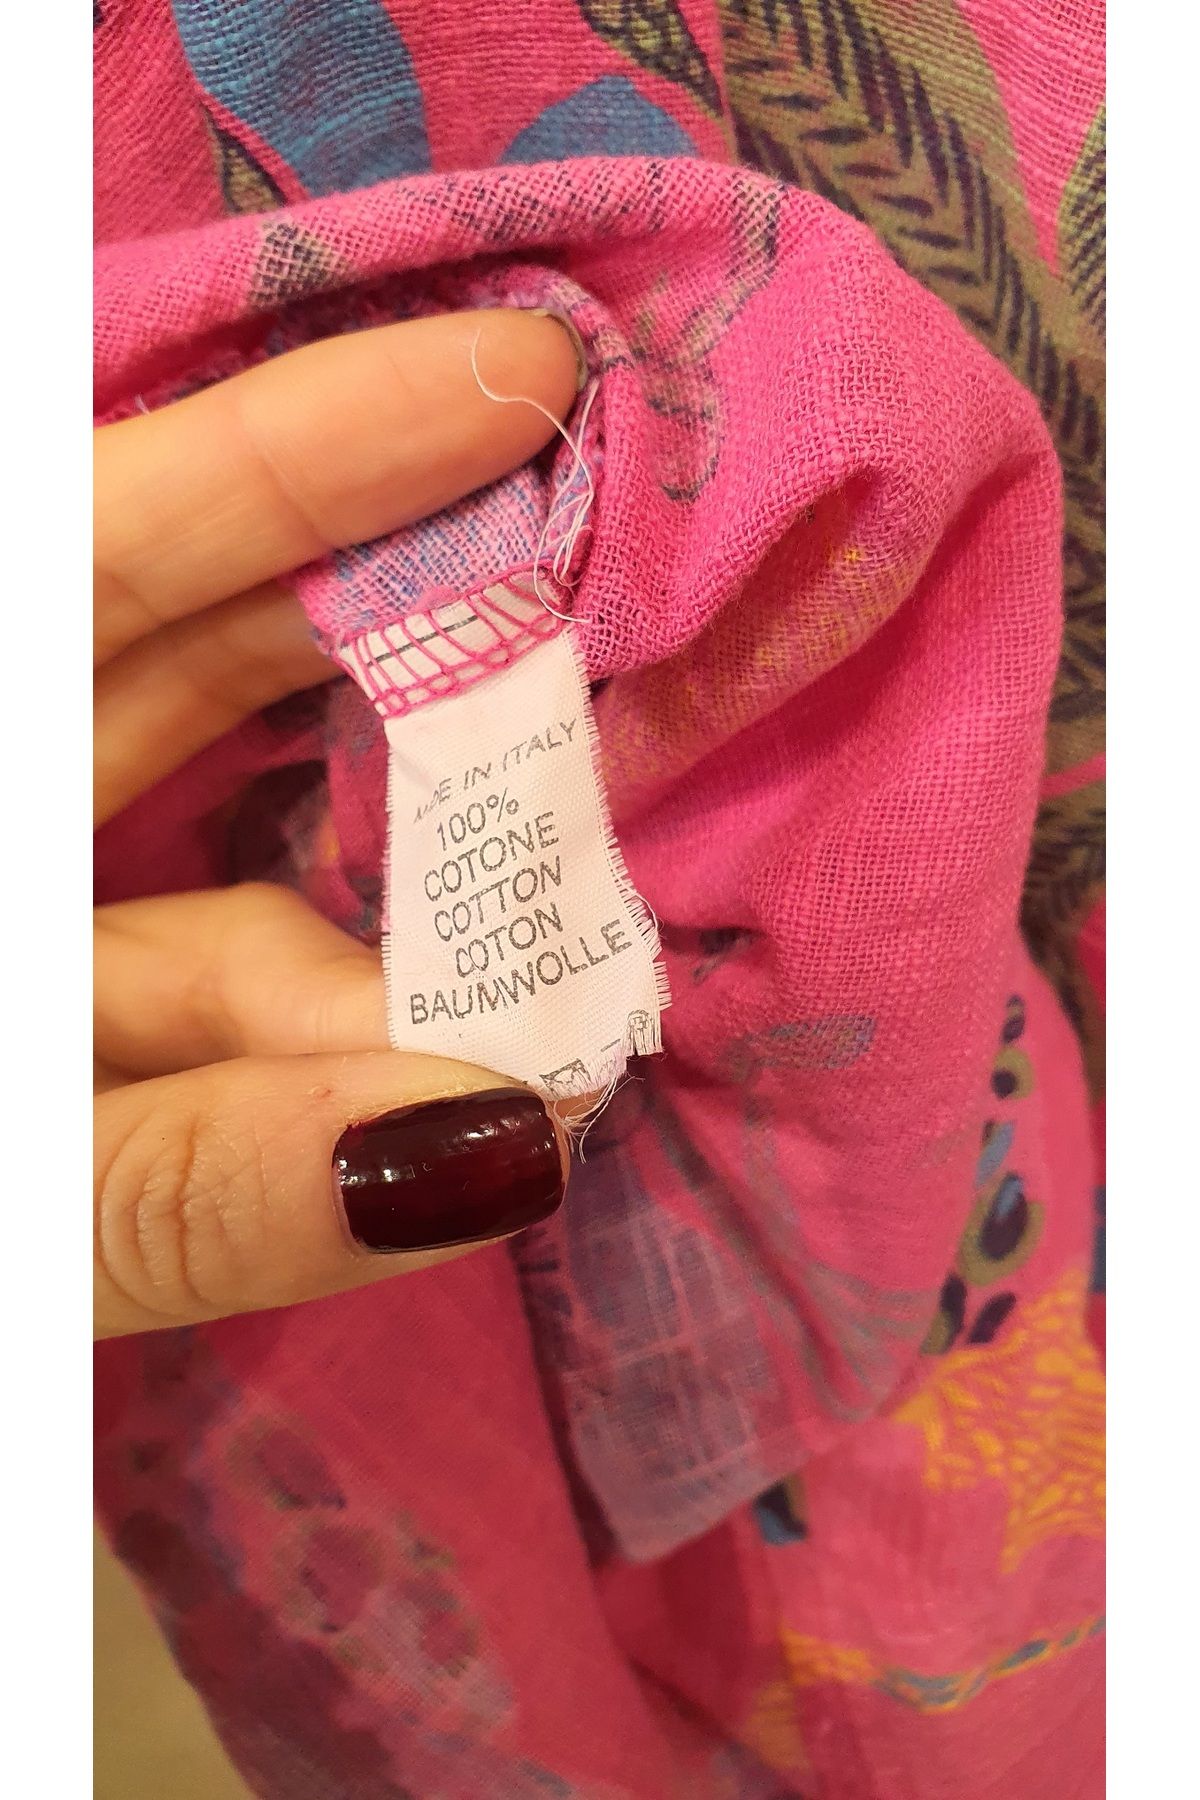 MADE IN ITALY
100%
COTONE
COTTON
COTON
BAUMWOLLE